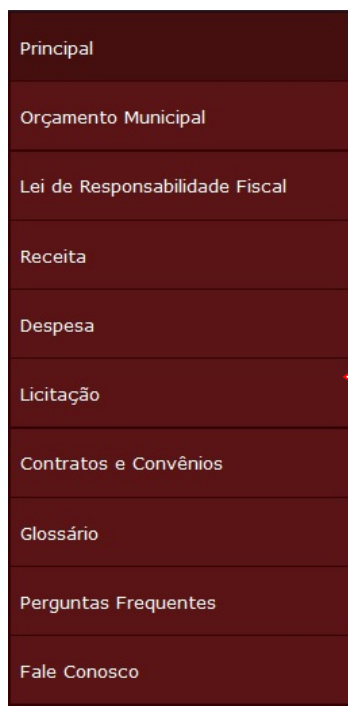 Principal
Orçamento Municipal
Lei de Responsabilidade Fiscal
Receita
Despesa
Licitação
Contratos e Convênios
Glossário
Perguntas Frequentes
Fale Conosco